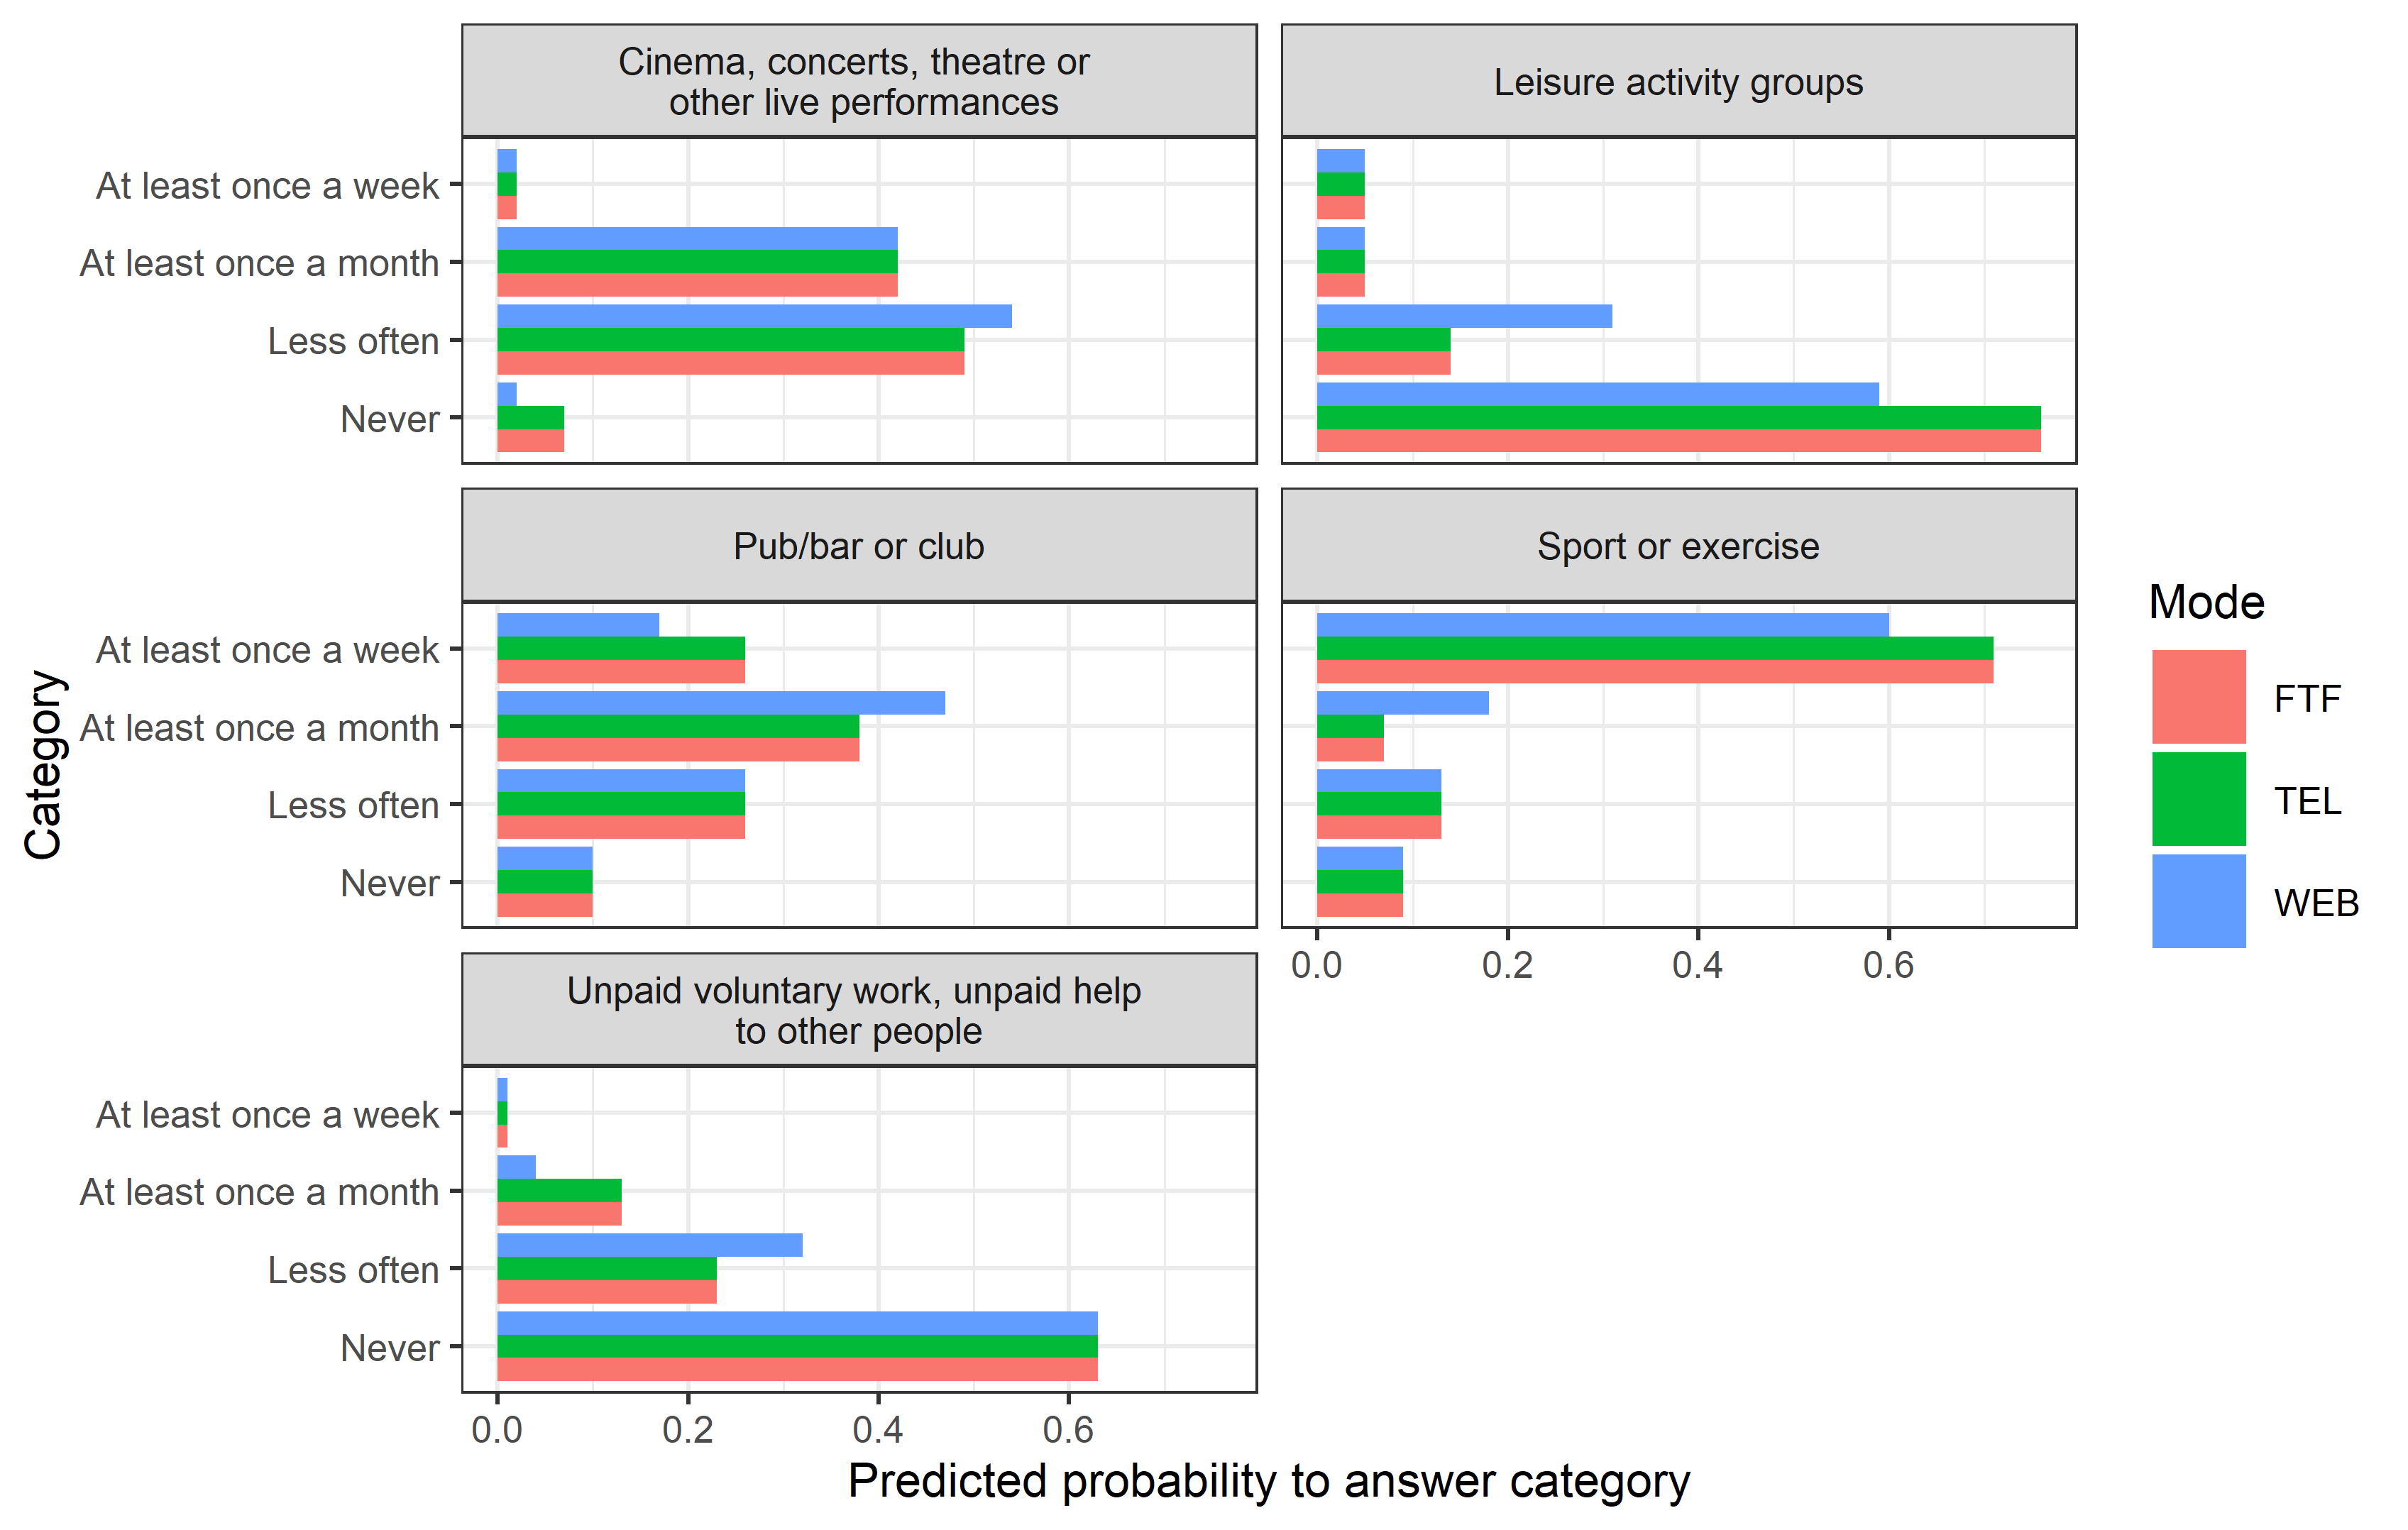 Cinema, concerts, theatre or
other live performances
Leisure activity groups
At least once a week
At least once a month
Less often
Never
Pub/bar or club
Sport or exercise
At least once a week
At least once a month
Less often
Never
0.0 0.2 0.4 0.6
Unpaid voluntary work, unpaid help
to other people
At least once a week
At least once a month
Less often
Never
0.0 0.2 0.4 0.6
Predicted probability to answer category
Category
Mode
FTF
TEL
WEB